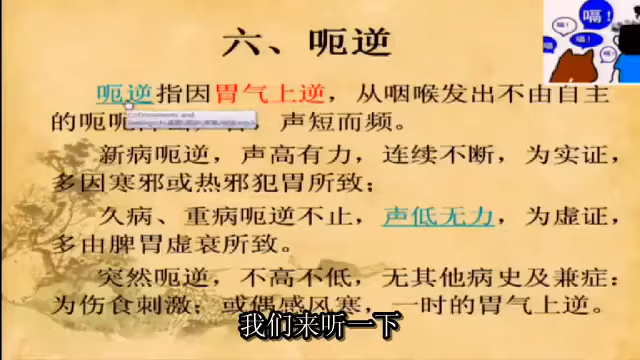 六、呃逆
嗝!
嗝!
嗝!
呃逆指因胃气上逆，从咽喉发出不由自主
的呃呃，声短而频。
新病呃逆，声高有力，连续不断，为实证，
多因寒邪或热邪犯胃所致；
久病、重病呃逆不止，声低无力，为虚证，
多由脾胃虚衰所致。
突然呃逆，不高不低，无其他病史及兼症：
为伤食刺激；或偶感风寒，一时的胃气上逆。
我们来听一下